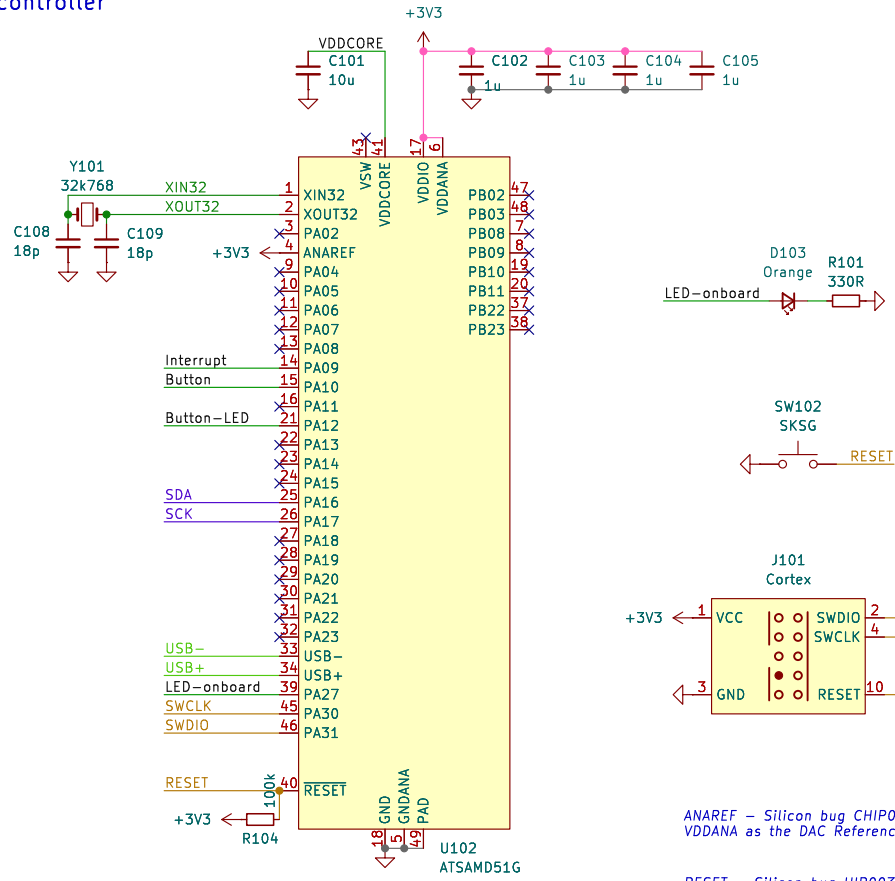 controller
+3V3
VDDCORE
C101
10u
C102
1u
C103
1u
C104
1u
C105
1u
43
41
17
6
VSW
VDDCORE
VDDIO
VDDANA
Y101
32k768
C108
18p
C109
18p
XIN32
1
XIN32
XOUT32
2
XOUT32
3
PA02
+3V3
4
ANAREF
9
PA04
10
PA05
11
PA06
12
PA07
13
PA08
Interrupt
14
PA09
Button
15
PA10
16
PA11
Button-LED
21
PA12
22
PA13
23
PA14
24
PA15
SDA
25
PA16
SCK
26
PA17
27
PA18
28
PA19
29
PA20
30
PA21
31
PA22
32
PA23
USB-
33
USB-
USB+
34
USB+
LED-onboard
39
PA27
SWCLK
45
PA30
SWDIO
46
PA31
RESET
100k
40
RESET
+3V3
R104
PB02
47
PB03
48
PB08
7
PB09
8
PB10
19
PB11
20
PB22
37
PB23
38
GND
GNDANA
PAD
18
5
49
U102
ATSAMD51G
D103
Orange
R101
330R
LED-onboard
SW102
SKSG
RESET
J101
Cortex
+3V3
1
VCC
SWDIO
2
SWCLK
4
3
GND
RESET
10
ANAREF - Silicon bug CHIP0
VDDANA as the DAC Referenc